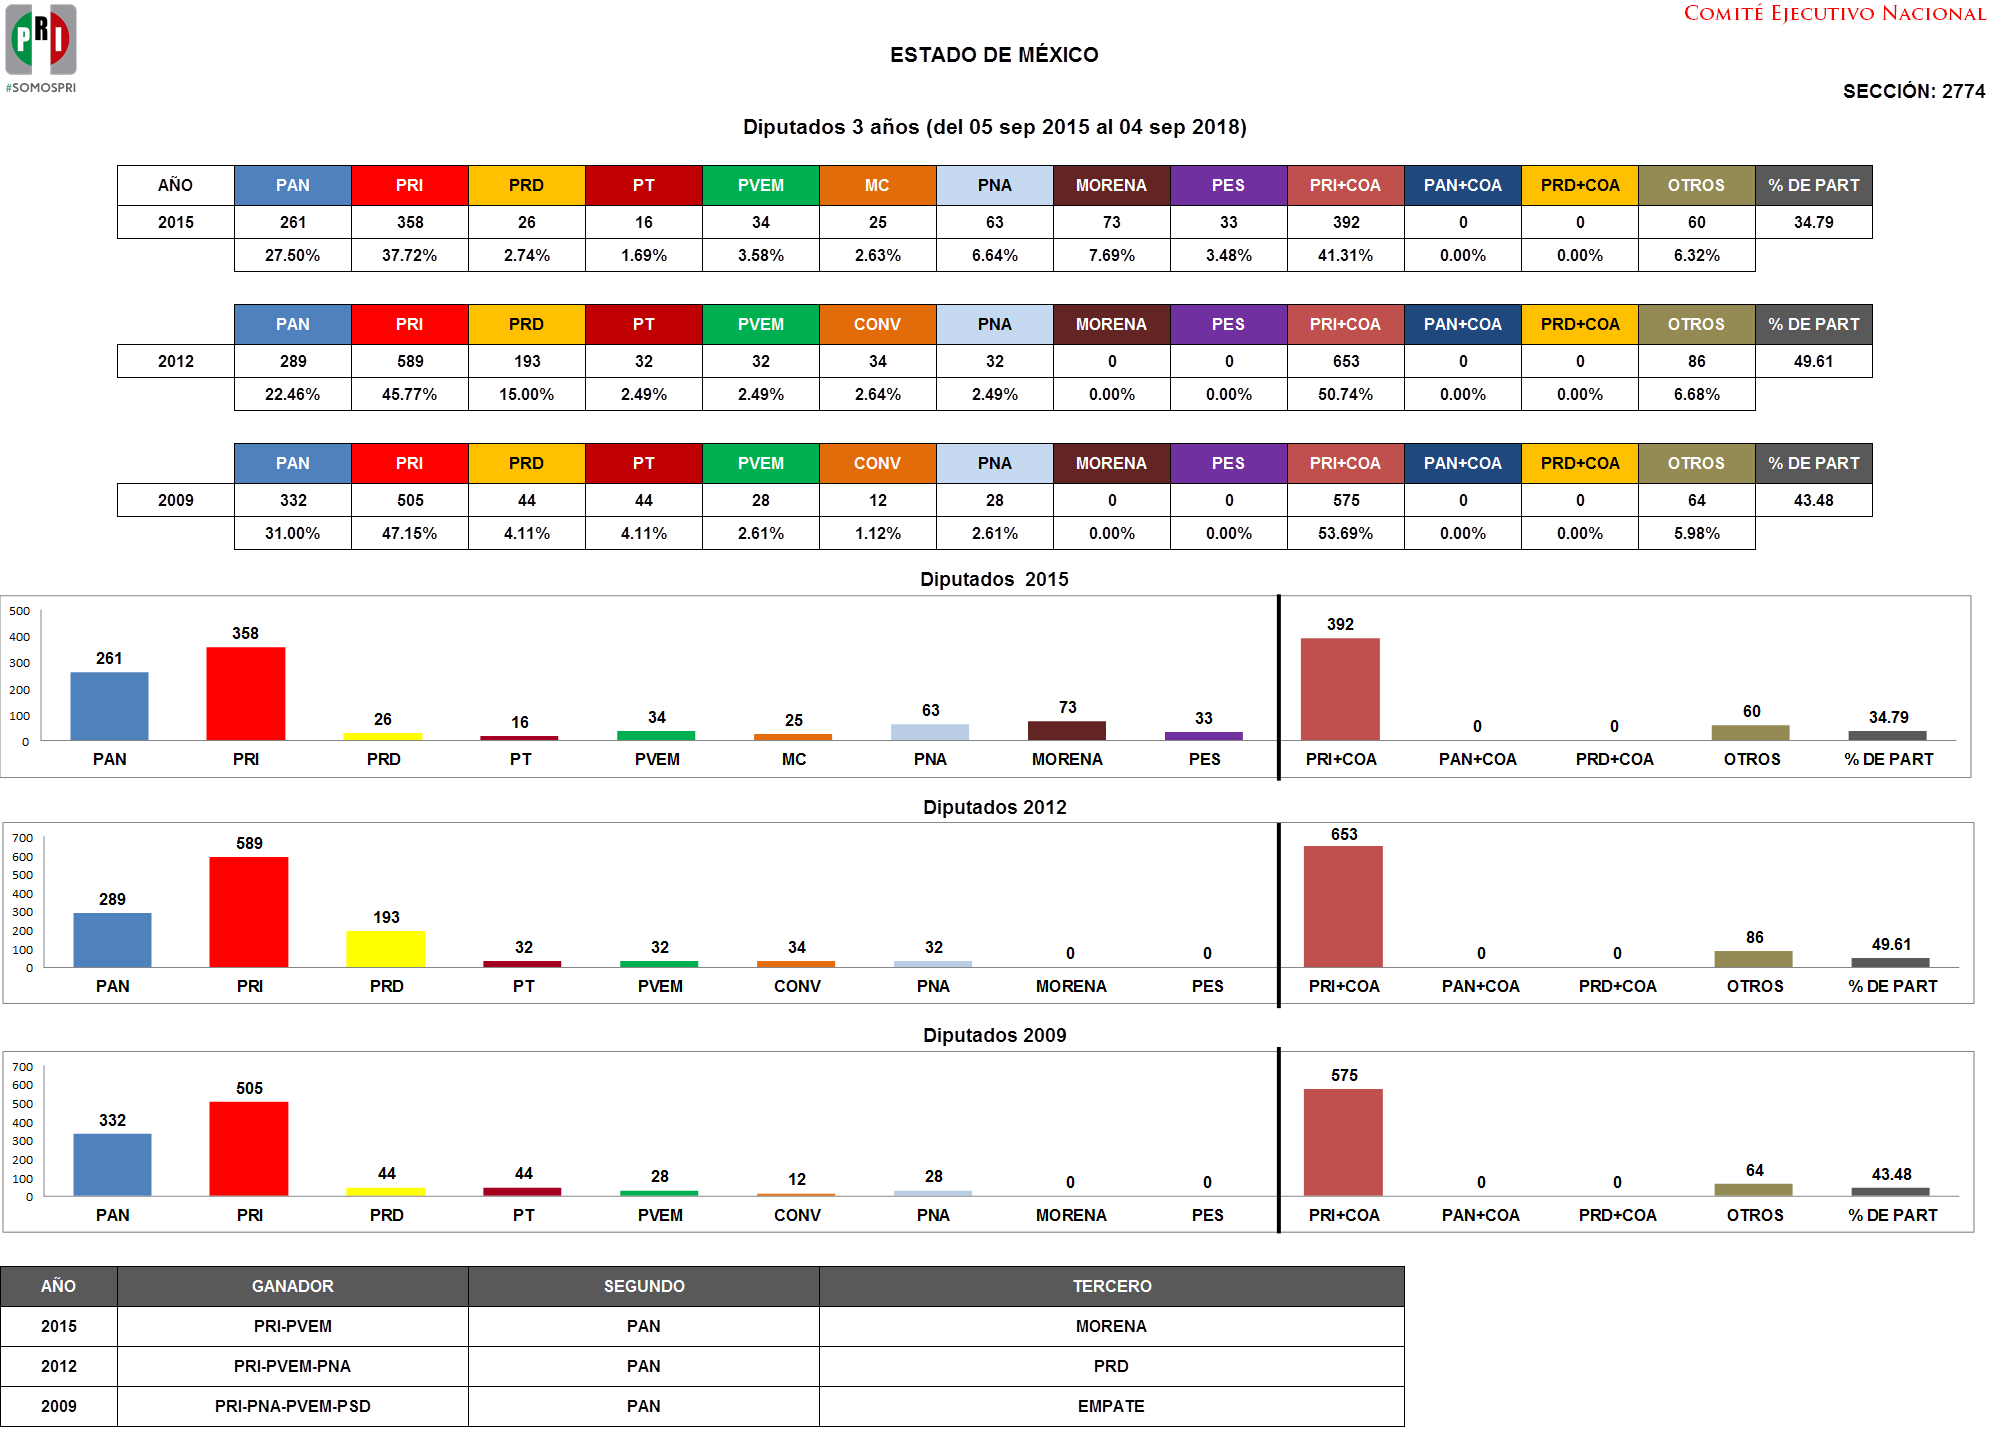 PRI
#SOMOSPRI
COMITÉ EJECUTIVO NACIONAL
ESTADO DE MÉXICO
SECCIÓN: 2774
Diputados 3 años (del 05 sep 2015 al 04 sep 2018)
AÑO PAN PRI PRD PT PVEM MC PNA MORENA PES PRI+COA PAN+COA PRD+COA OTROS % DE PART
2015 261 358 26 16 34 25 63 73 33 392 0 0 60 34.79
27.50% 37.72% 2.74% 1.69% 3.58% 2.63% 6.64% 7.69% 3.48% 41.31% 0.00% 0.00% 6.32%
PAN PRI PRD PT PVEM CONV PNA MORENA PES PRI+COA PAN+COA PRD+COA OTROS % DE PART
2012 289 589 193 32 32 34 32 0 0 653 0 0 86 49.61
22.46% 45.77% 15.00% 2.49% 2.49% 2.64% 2.49% 0.00% 0.00% 50.74% 0.00% 0.00% 6.68%
PAN PRI PRD PT PVEM CONV PNA MORENA PES PRI+COA PAN+COA PRD+COA OTROS % DE PART
2009 332 505 44 44 28 12 28 0 0 575 0 0 64 43.48
31.00% 47.15% 4.11% 4.11% 2.61% 1.12% 2.61% 0.00% 0.00% 53.69% 0.00% 0.00% 5.98%
Diputados 2015
500
400
300
200
100
0
261 358 26 16 34 25 63 73 33 392 0 0 60 34.79
PAN PRI PRD PT PVEM MC PNA MORENA PES PRI+COA PAN+COA PRD+COA OTROS % DE PART
Diputados 2012
700
600
500
400
300
200
100
0
289 589 193 32 32 34 32 0 0 653 0 0 86 49.61
PAN PRI PRD PT PVEM CONV PNA MORENA PES PRI+COA PAN+COA PRD+COA OTROS % DE PART
Diputados 2009
700
600
500
400
300
200
100
0
332 505 44 44 28 12 28 0 0 575 0 0 64 43.48
PAN PRI PRD PT PVEM CONV PNA MORENA PES PRI+COA PAN+COA PRD+COA OTROS % DE PART
AÑO GANADOR SEGUNDO TERCERO
2015 PRI-PVEM PAN MORENA
2012 PRI-PVEM-PNA PAN PRD
2009 PRI-PNA-PVEM-PSD PAN EMPATE